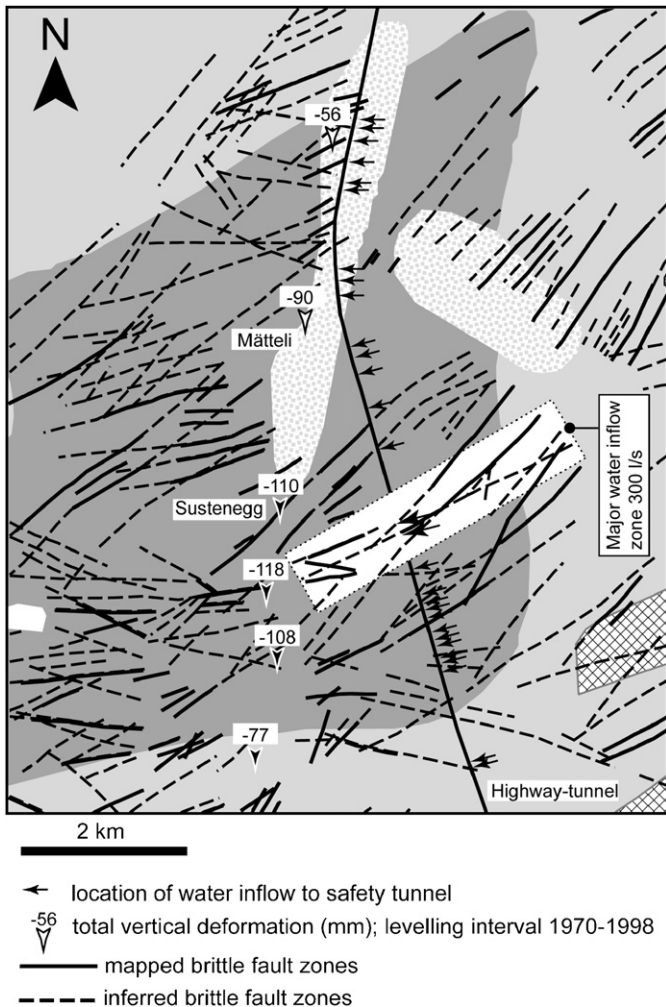 N
-56
-90
Mätteli
-110
Sustenegg
-118
-108
-77
Major water inflow
zone 300 l/s
Highway-tunnel
2 km
location of water inflow to safety tunnel
-56
total vertical deformation (mm); levelling interval 1970-1998
mapped brittle fault zones
inferred brittle fault zones